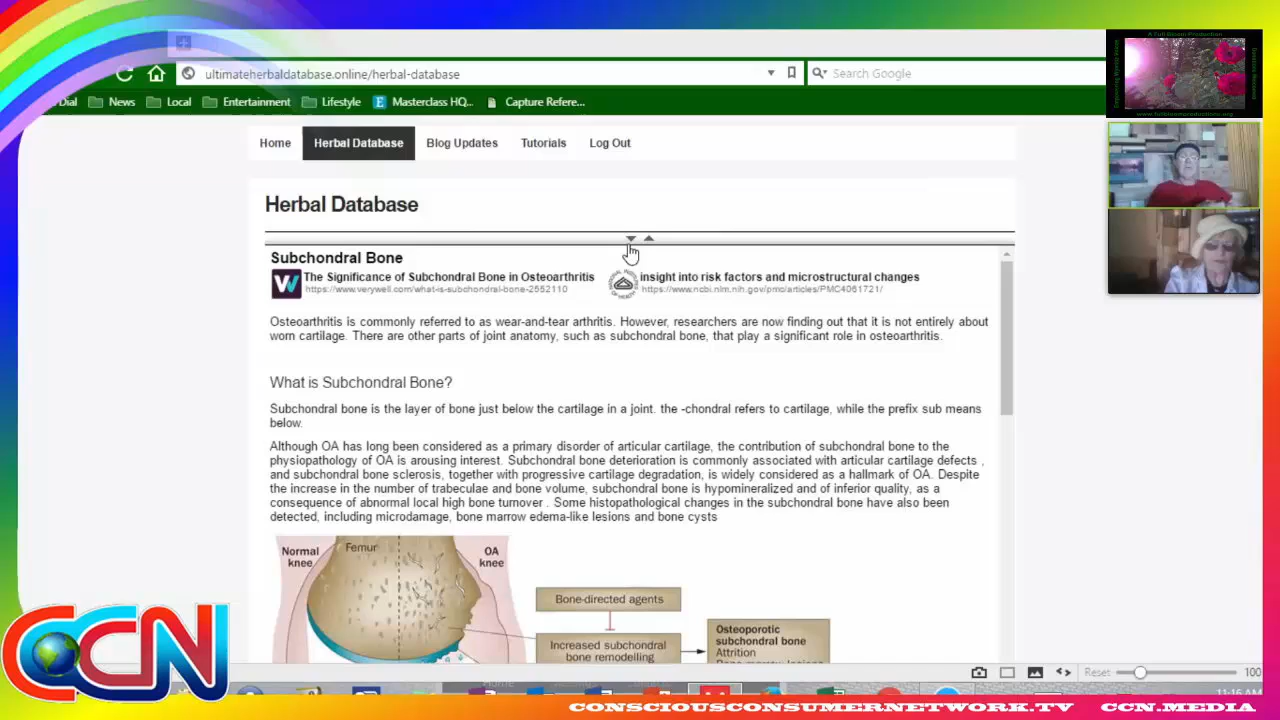 A Full Bloom Production
ultimateherbaldatabase.online/herbal-database
Search Google
Dial
News
Local
Entertainment
Lifestyle
Masterclass HQ...
Capture Refere...
www.fullbloomproductions.org
Home
Herbal Database
Blog Updates
Tutorials
Log Out
Herbal Database
Subchondral Bone
W The Significance of Subchondral Bone in Osteoarthritis
insight into risk factors and microstructural changes
https://www.verywell.com/what-is-subchondral-bone-2552110
https://www.ncbi.nlm.nih.gov/pmc/articles/PMC4061721/
Osteoarthritis is commonly referred to as wear-and-tear arthritis. However, researchers are now finding out that it is not entirely about
worn cartilage. There are other parts of joint anatomy, such as subchondral bone, that play a significant role in osteoarthritis.
What is Subchondral Bone?
Subchondral bone is the layer of bone just below the cartilage in a joint. the -chondral refers to cartilage, while the prefix sub means
below.
Although OA has long been considered as a primary disorder of articular cartilage, the contribution of subchondral bone to the
physiopathology of OA is arousing interest. Subchondral bone deterioration is commonly associated with articular cartilage defects ,
and subchondral bone sclerosis, together with progressive cartilage degradation, is widely considered as a hallmark of OA. Despite
the increase in the number of trabeculae and bone volume, subchondral bone is hypomineralized and of inferior quality, as a
consequence of abnormal local high bone turnover . Some histopathological changes in the subchondral bone have also been
detected, including microdamage, bone marrow edema-like lesions and bone cysts
Normal
knee
Femur
OA
knee
Bone-directed agents
Increased subchondral
bone remodelling
Osteoporotic
subchondral bone
Attrition
Bone-marrow lesions
Reset
100
11:16 AM
CCN
CONSCIOUSCONSUMERNETWORK.TV
CCN.MEDIA